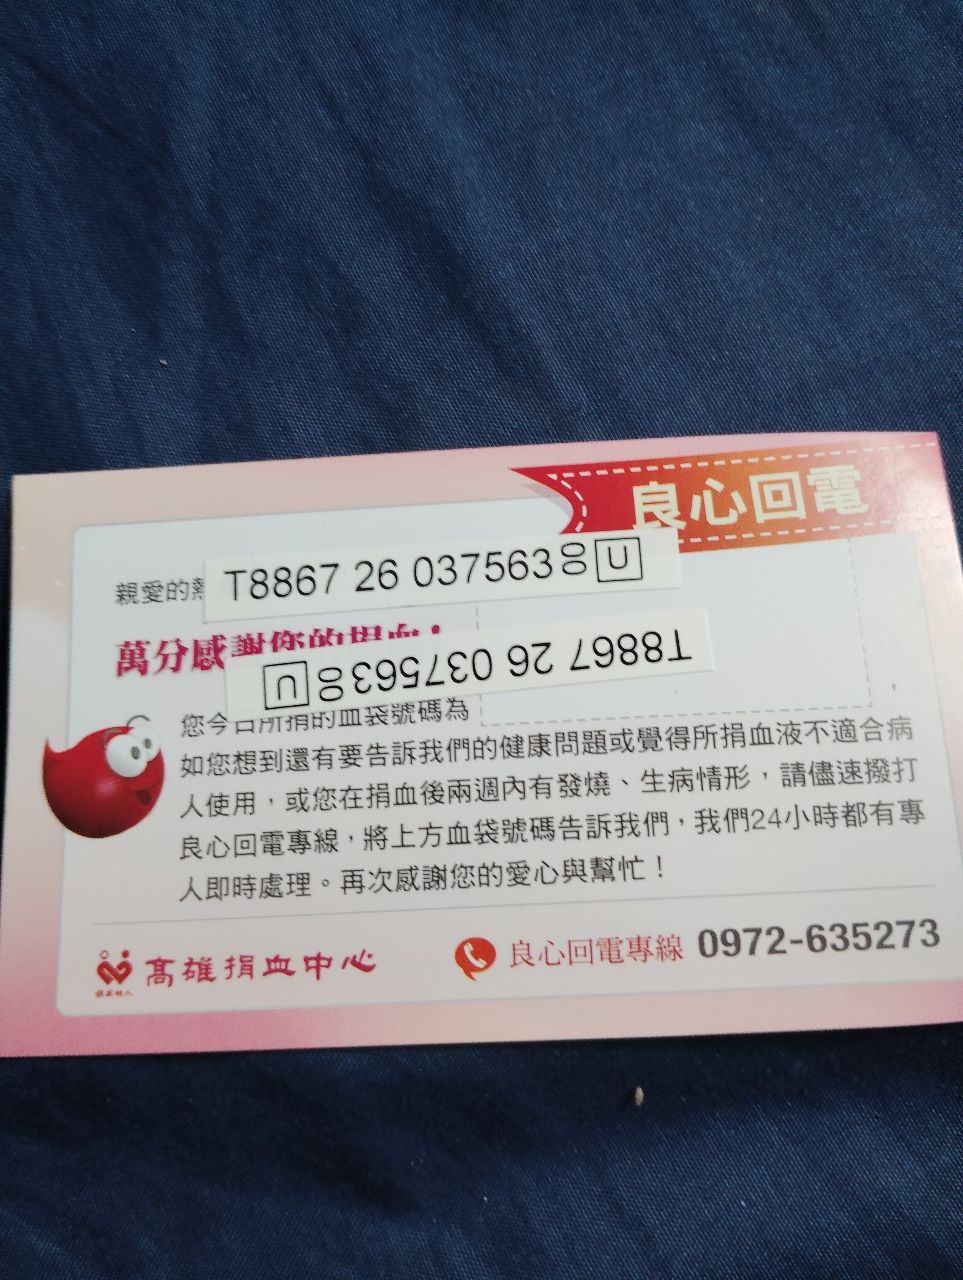 良心回電
親愛的熱
T8867 26 037563 00 U
萬分感謝您的捐血！
T8867 26 037563 00 U
您今日所捐的血袋號碼為 ，
如您想到還有要告訴我們的健康問題或覺得所捐血液不適合病
人使用，或您在捐血後兩週內有發燒、生病情形，請儘速撥打
良心回電專線，將上方血袋號碼告訴我們，我們24小時都有專
人即時處理。再次感謝您的愛心與幫忙！
高雄捐血中心
良心回電專線 0972-635273